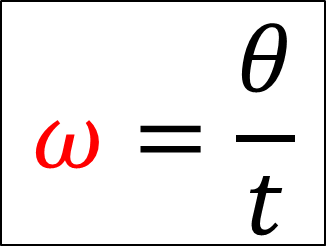 ω = θ/t